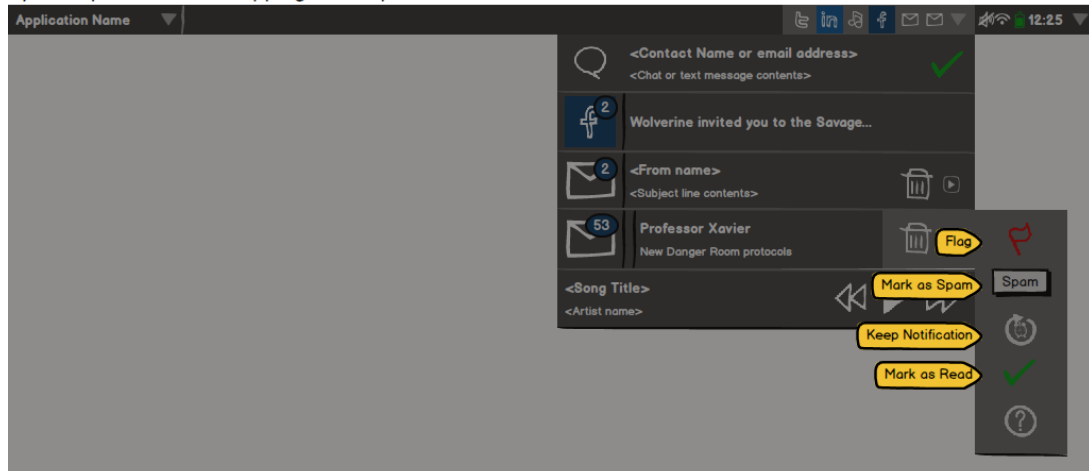 Application Name
12:25
<Contact Name or email address>
<Chat or text message contents>
2
Wolverine invited you to the Savage...
2
<From name>
<Subject line contents>
53
Professor Xavier
New Danger Room protocols
Flag
Mark as Spam
Spam
<Song Title>
<Artist name>
Keep Notification
Mark as Read
?